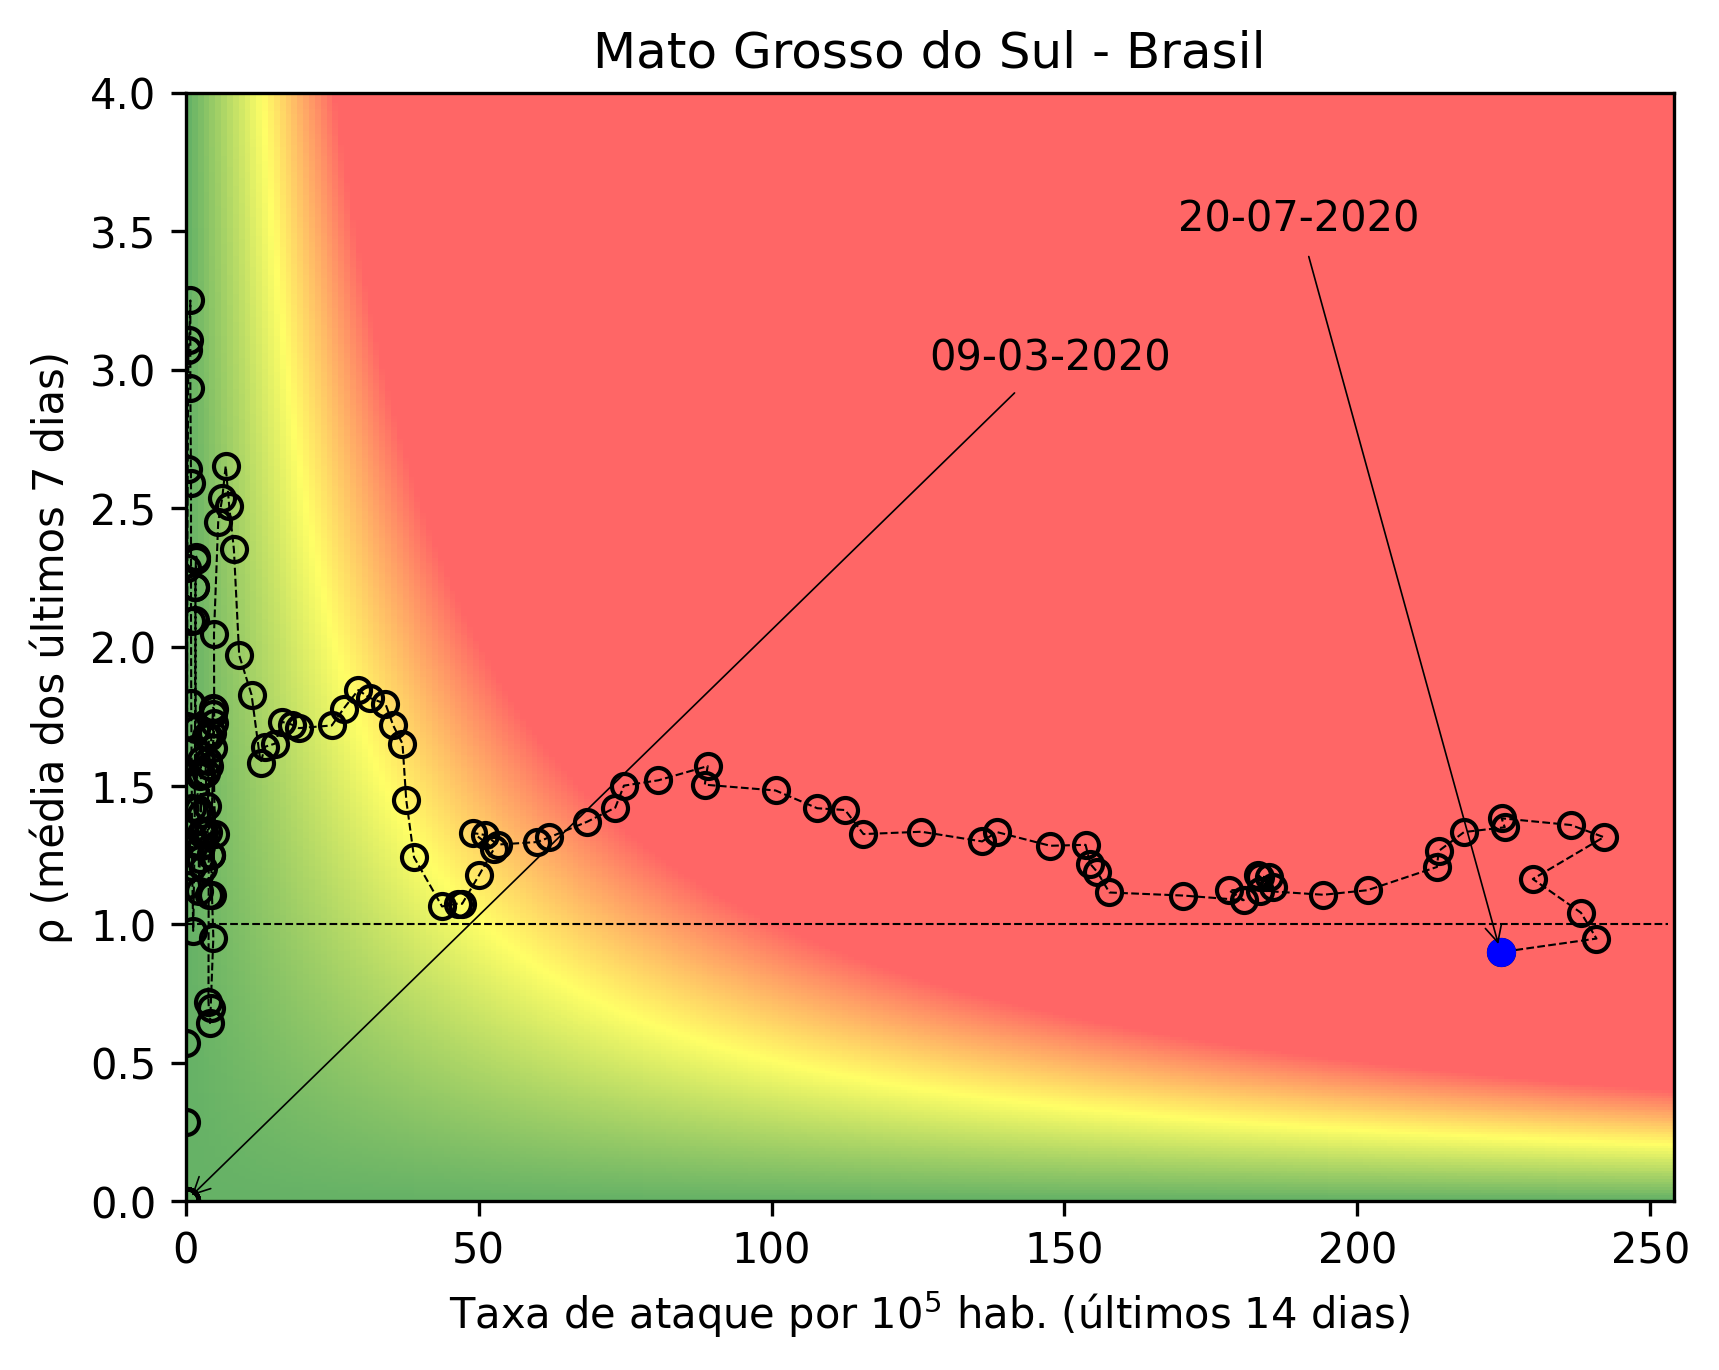 Mato Grosso do Sul - Brasil
4.0
3.5
3.0
2.5
2.0
1.5
1.0
0.5
0.0
ρ (média dos últimos 7 dias)
20-07-2020
09-03-2020
0 50 100 150 200 250
Taxa de ataque por 10⁵ hab. (últimos 14 dias)